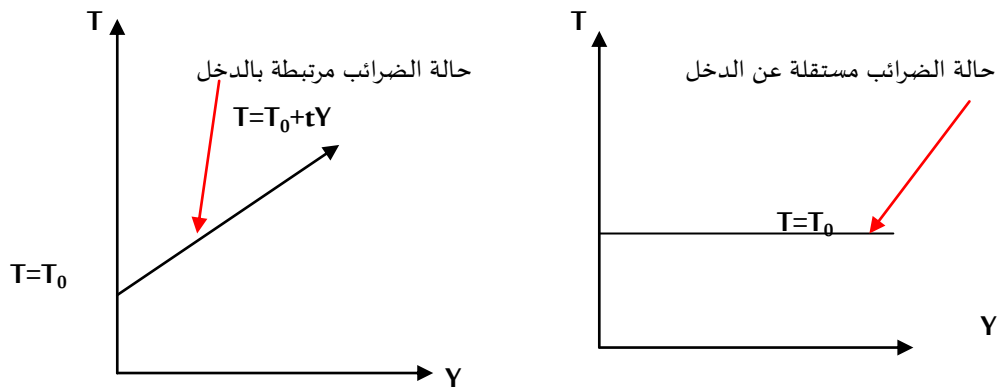 T
حالة الضرائب مرتبطة بالدخل
T=T₀+tY
T=T₀
Y
T
حالة الضرائب مستقلة عن الدخل
T=T₀
Y